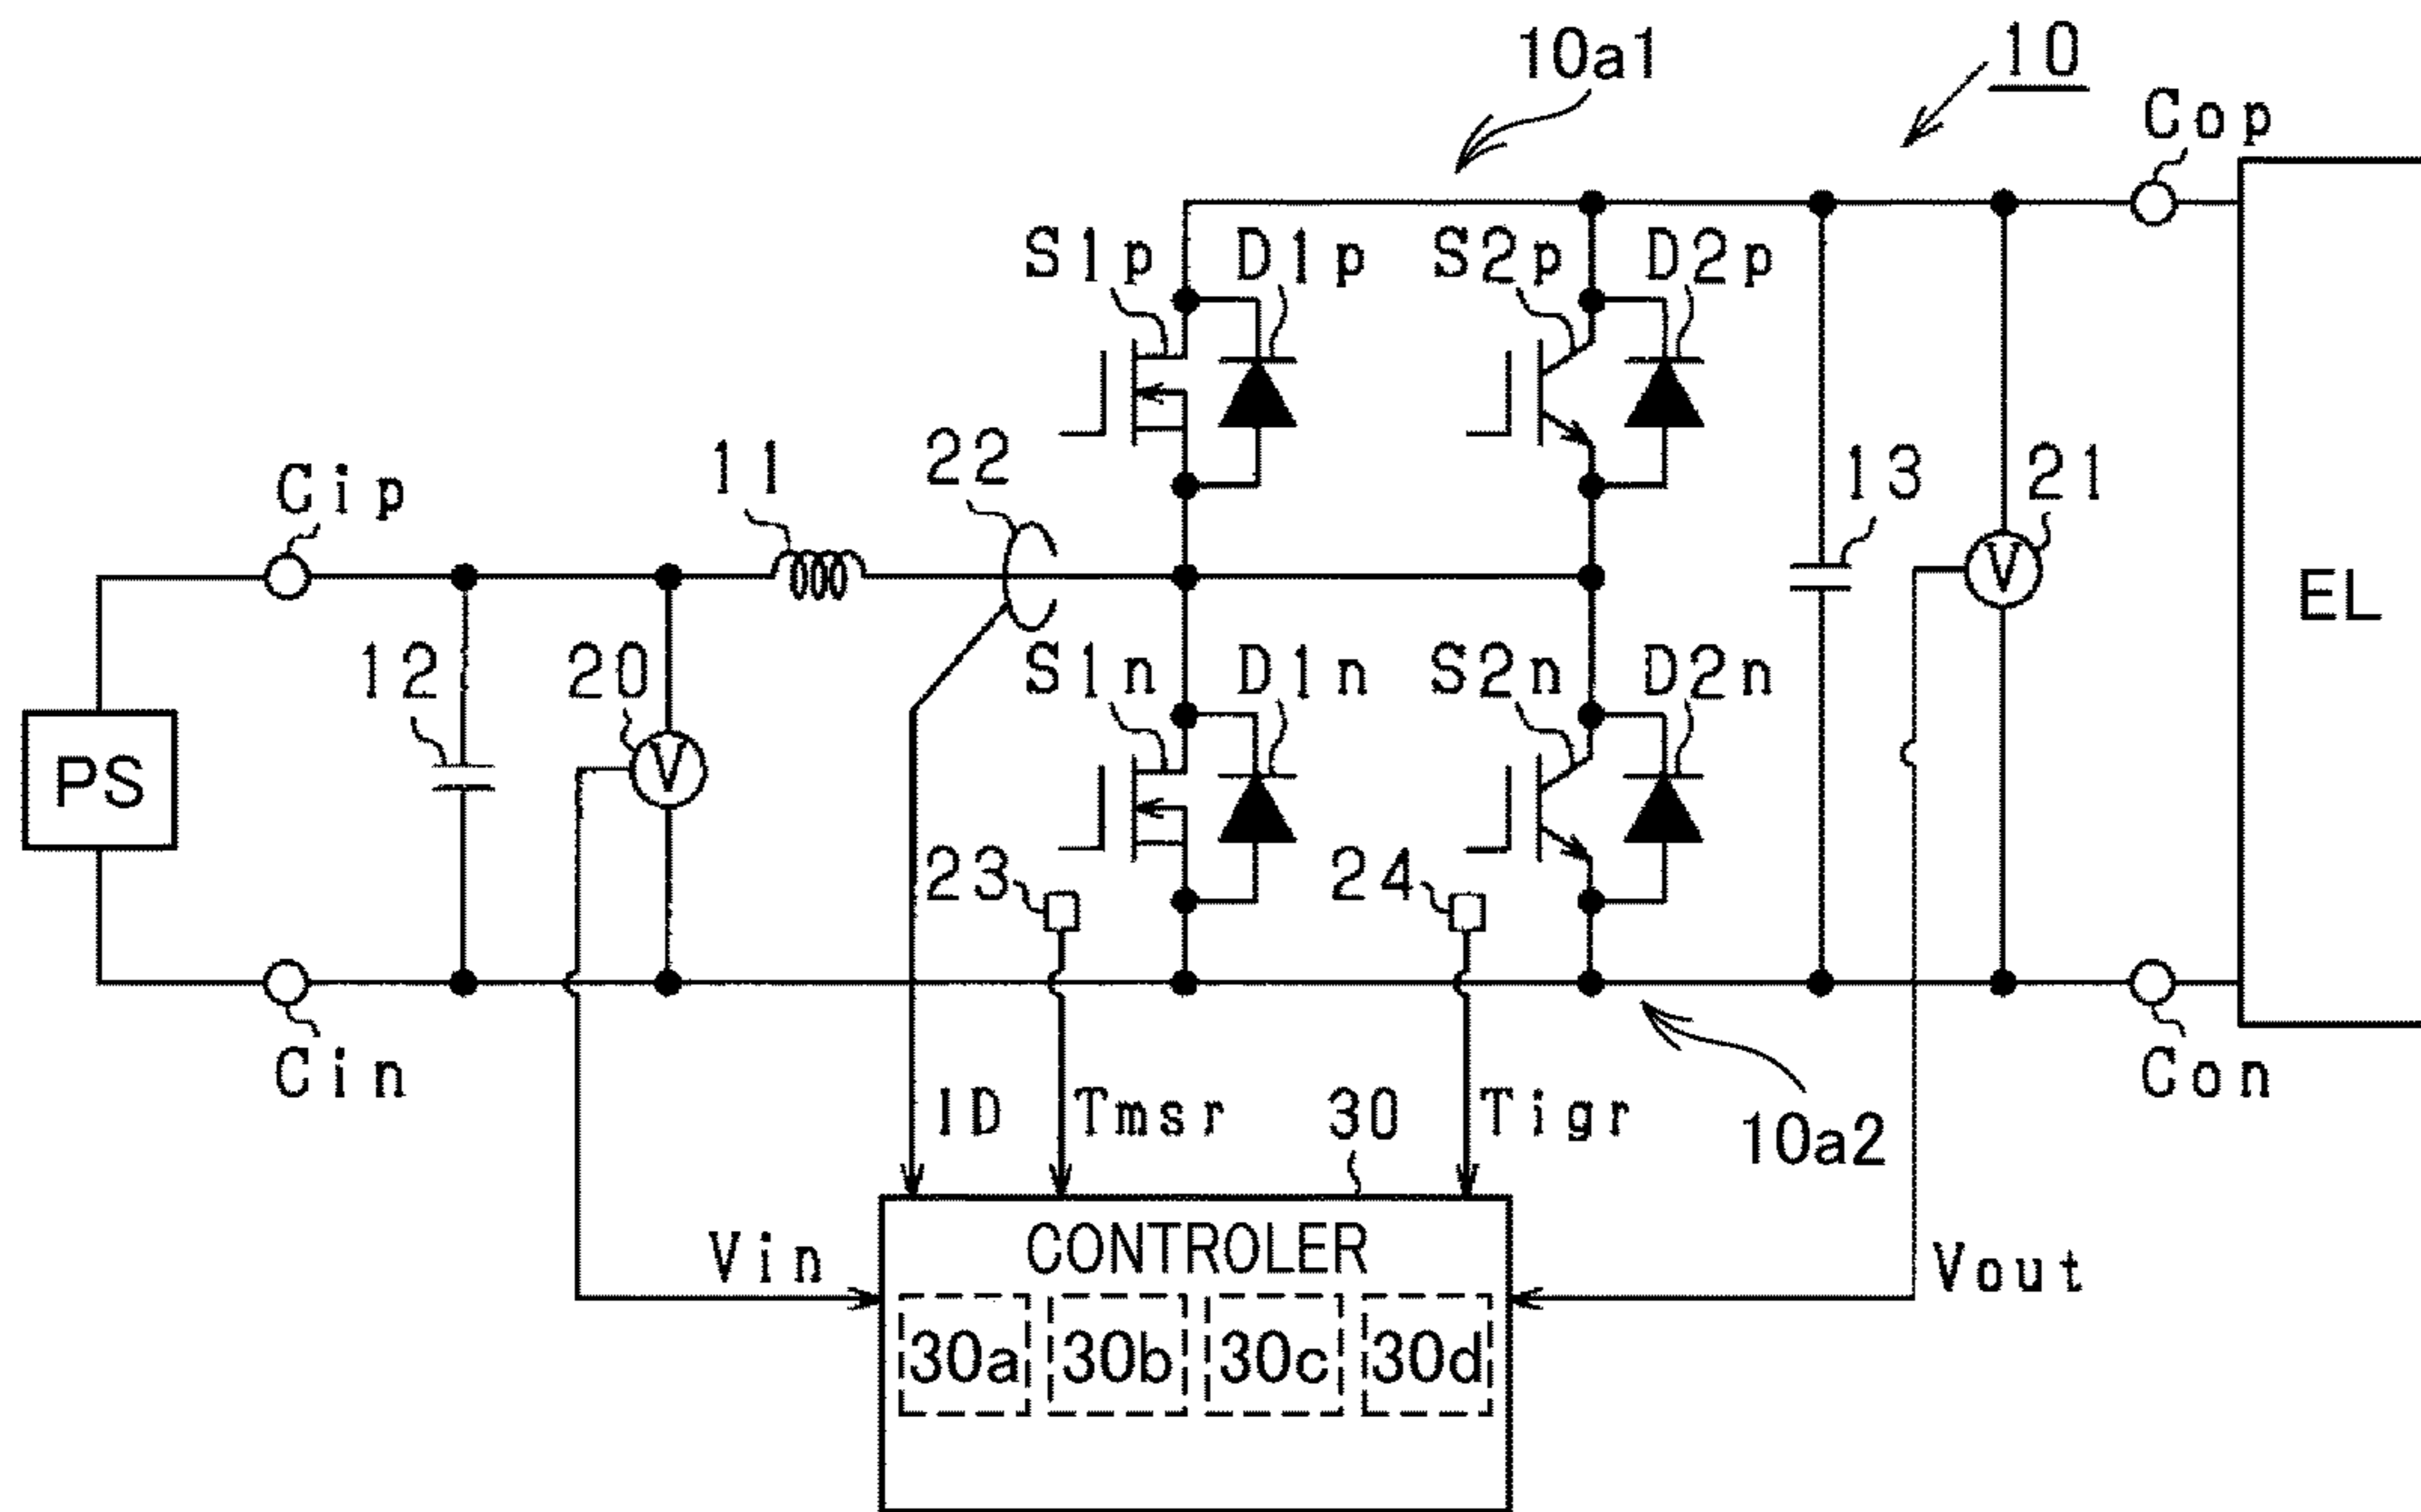 10a1
10
Cop
S1p
D1p
S2p
D2p
Cip
11
22
13
21
V
EL
12
20
S1n
D1n
S2n
D2n
PS
V
23
24
Cin
Con
ID
Tmsr
30
Tigr
10a2
CONTROLER
Vin
Vout
30a 30b 30c 30d